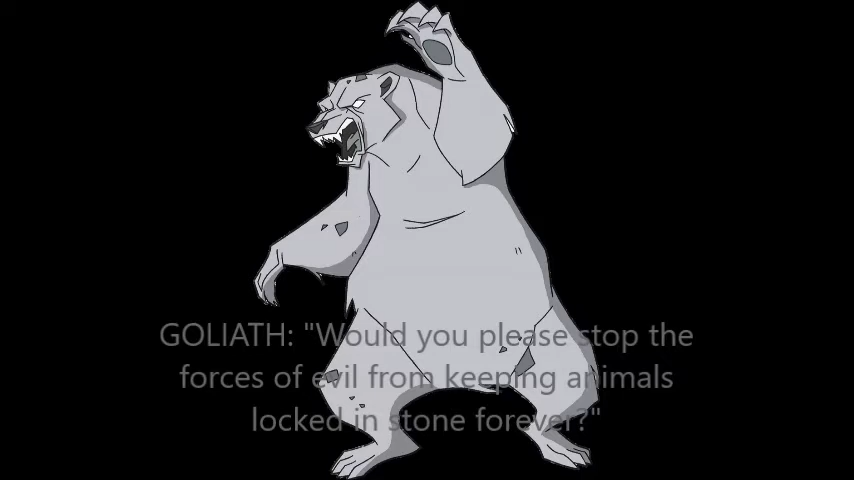 GOLIATH: "Would you please stop the
forces of evil from keeping animals
locked in stone forever?"